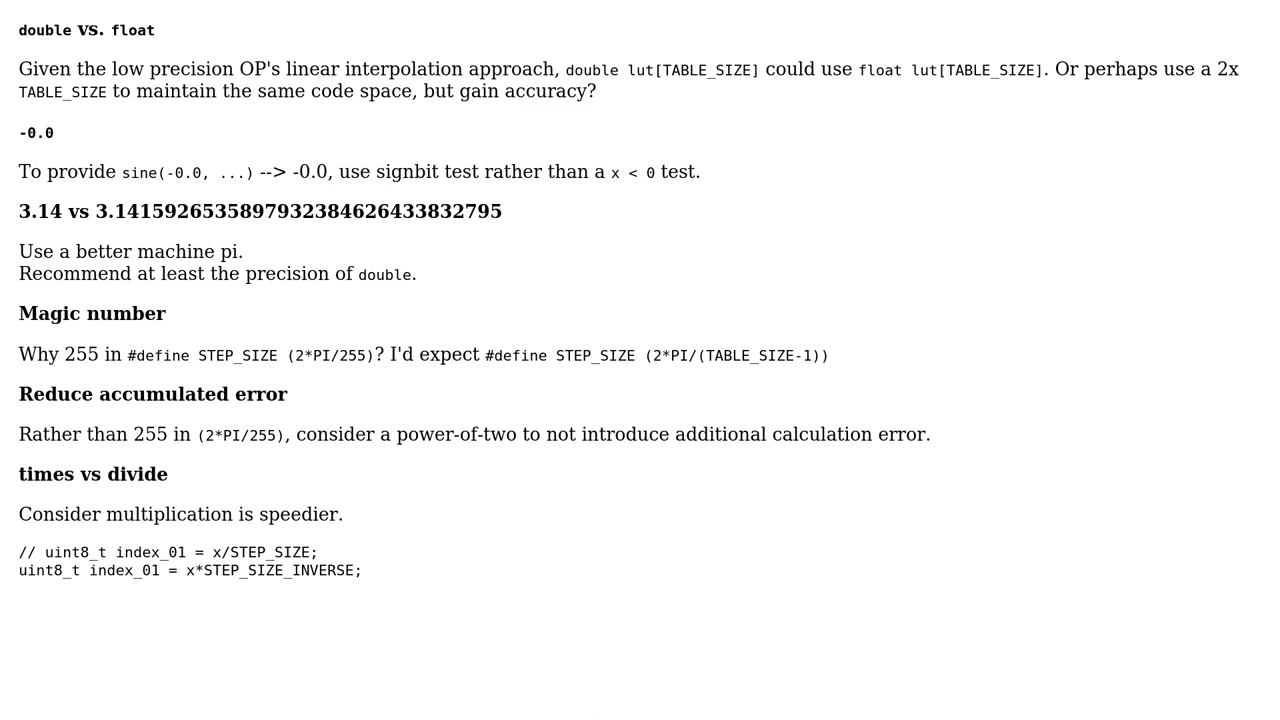 double vs. float
Given the low precision OP's linear interpolation approach, double lut[TABLE_SIZE] could use float lut[TABLE_SIZE]. Or perhaps use a 2x
TABLE_SIZE to maintain the same code space, but gain accuracy?
-0.0
To provide sine(-0.0, ...) --> -0.0, use signbit test rather than a x < 0 test.
3.14 vs 3.1415926535897932384626433832795
Use a better machine pi.
Recommend at least the precision of double.
Magic number
Why 255 in #define STEP_SIZE (2*PI/255)? I'd expect #define STEP_SIZE (2*PI/(TABLE_SIZE-1))
Reduce accumulated error
Rather than 255 in (2*PI/255), consider a power-of-two to not introduce additional calculation error.
times vs divide
Consider multiplication is speedier.
// uint8_t index_01 = x/STEP_SIZE;
uint8_t index_01 = x*STEP_SIZE_INVERSE;